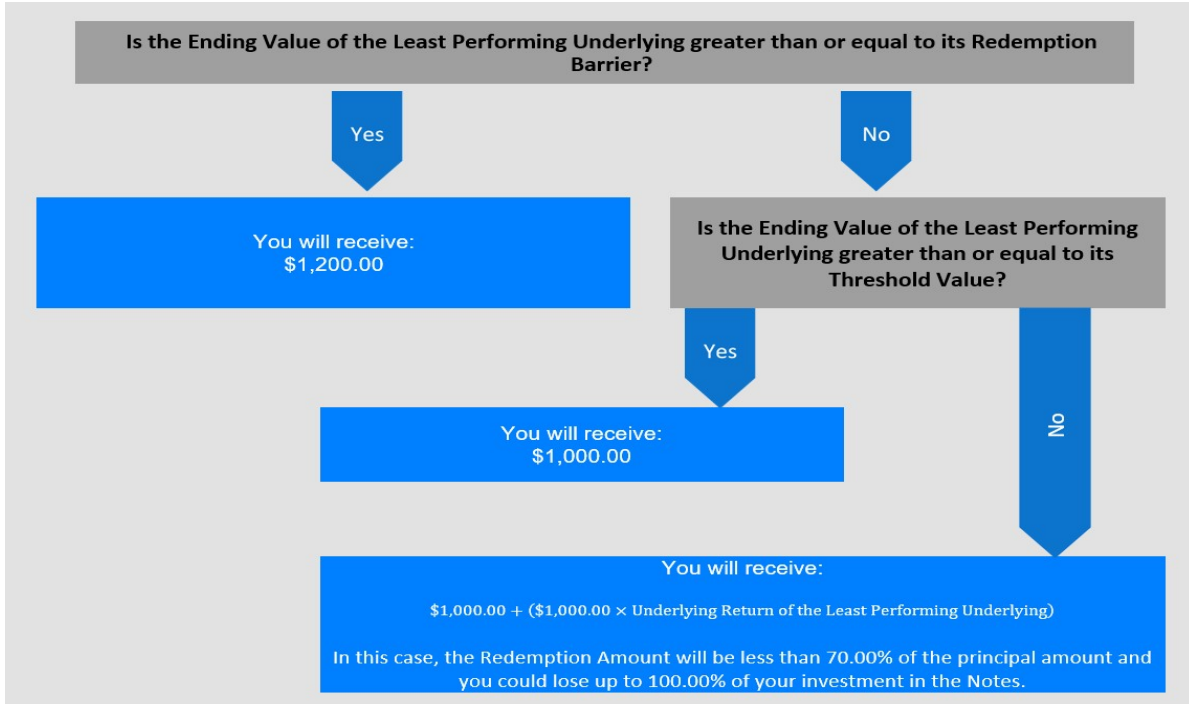 Is the Ending Value of the Least Performing Underlying greater than or equal to its Redemption
Barrier?
Yes
No
You will receive:
$1,200.00
Is the Ending Value of the Least Performing
Underlying greater than or equal to its
Threshold Value?
Yes
No
You will receive:
$1,000.00
You will receive:
$1,000.00 + ($1,000.00 × Underlying Return of the Least Performing Underlying)
In this case, the Redemption Amount will be less than 70.00% of the principal amount and
you could lose up to 100.00% of your investment in the Notes.